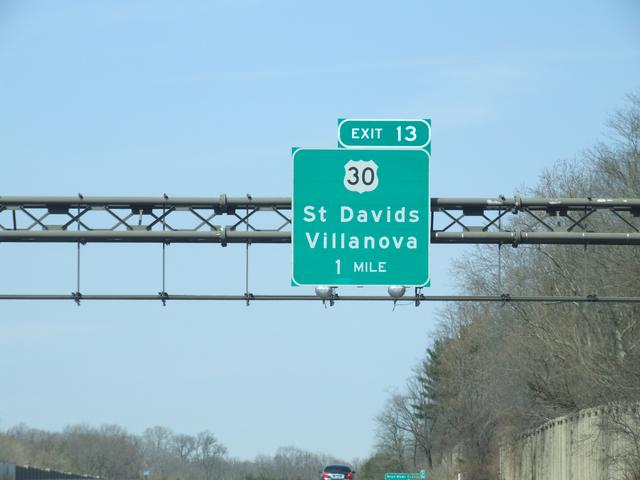 EXIT 13
30
St Davids
Villanova
1 MILE